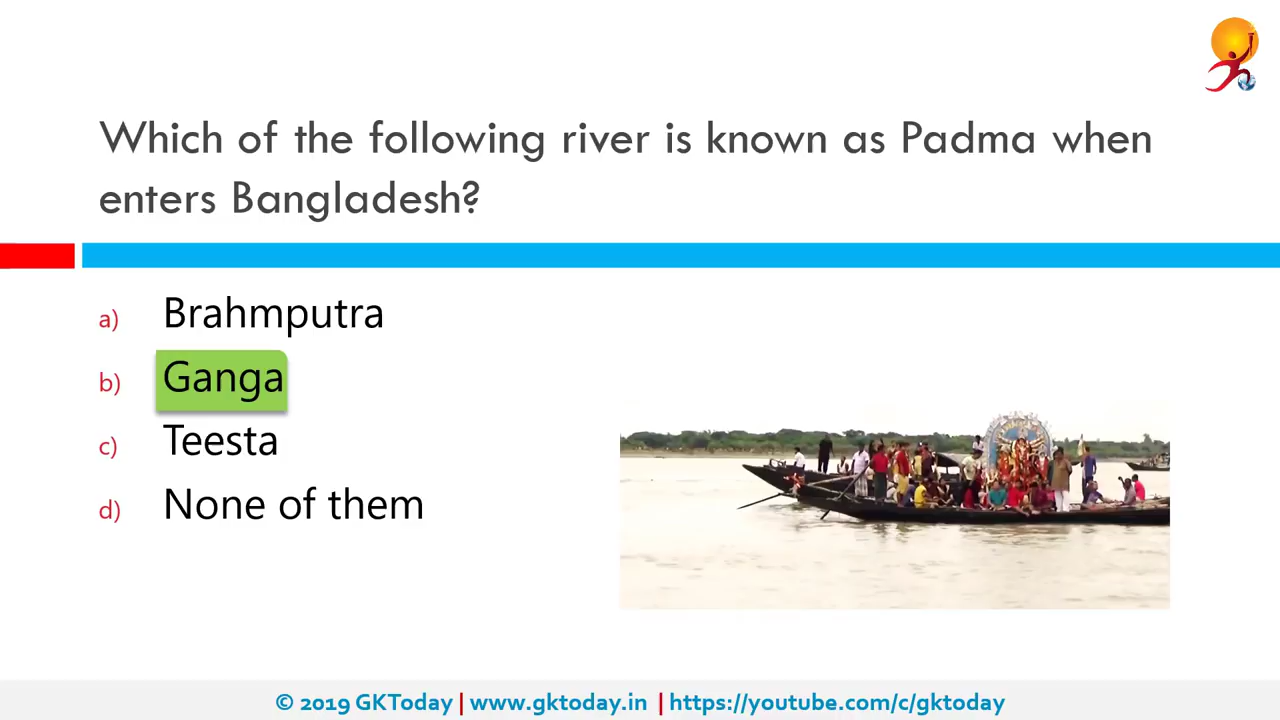 Which of the following river is known as Padma when
enters Bangladesh?
a) Brahmputra
b) Ganga
c) Teesta
d) None of them
© 2019 GKToday | www.gktoday.in | https://youtube.com/c/gktoday